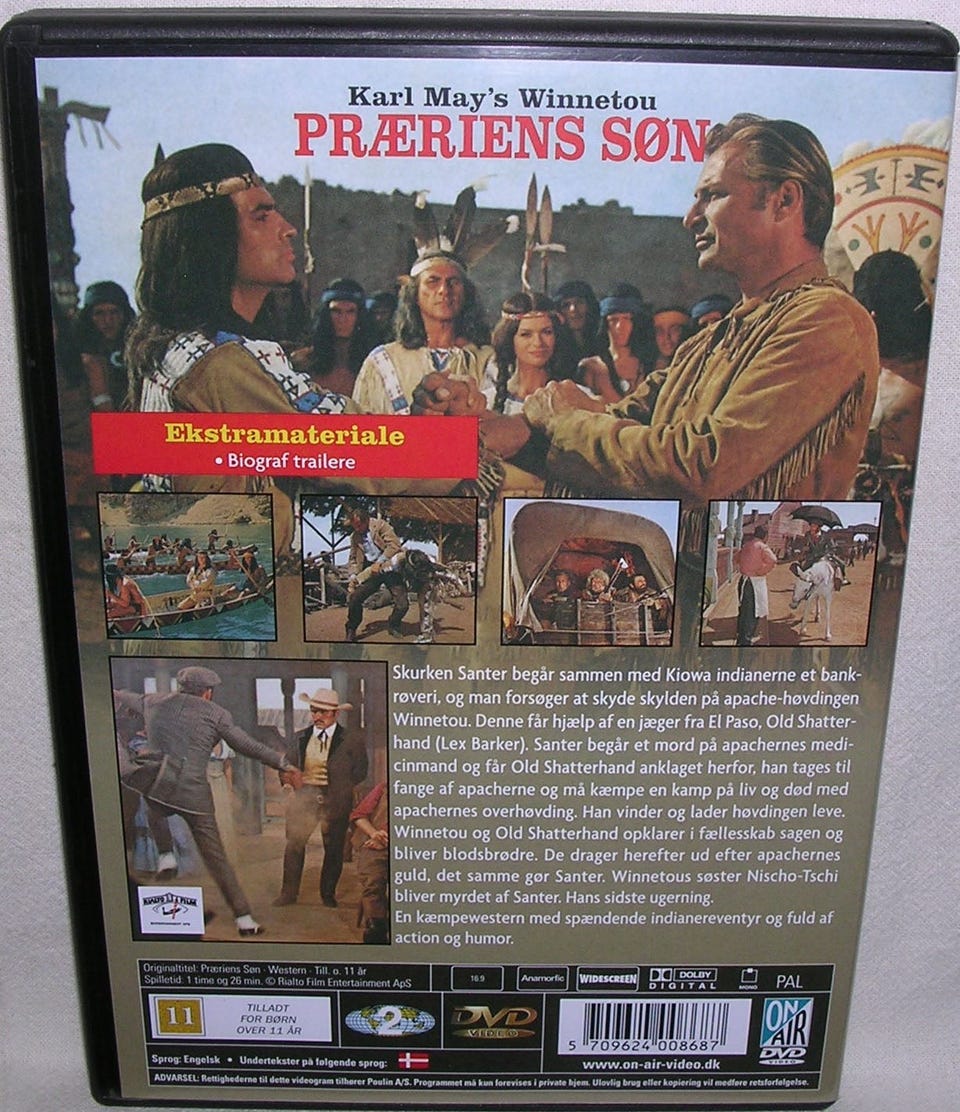 Karl May's Winnetou
PRÆRIENS SØN
Ekstramateriale
• Biograf trailere
Skurken Santer begår sammen med Kiowa indianerne et bank-
røveri, og man forsøger at skyde skylden på apache-høvdingen
Winnetou. Denne får hjælp af en jæger fra El Paso, Old Shatter-
hand (Lex Barker). Santer begår et mord på apachernes medi-
cinmand og får Old Shatterhand anklaget herfor, han tages til
fange af apacherne og må kæmpe en kamp på liv og død med
apachernes overhøvding. Han vinder og lader høvdingen leve.
Winnetou og Old Shatterhand opklarer i fællesskab sagen og
bliver blodsbrødre. De drager herefter ud efter apachernes
guld, det samme gør Santer. Winnetous søster Nischo-Tschi
bliver myrdet af Santer. Hans sidste ugerning.
En kæmpewestern med spændende indianereventyr og fuld af
action og humor.
RIALTO FILM
ENTERTAINMENT APS
Originaltitel: Præriens Søn · Western · Till. o. 11 år
Spilletid: 1 time og 26 min. © Rialto Film Entertainment ApS
16:9
Anamorfic
WIDESCREEN
DOLBY
DIGITAL
MONO
PAL
11
TILLADT
FOR BØRN
OVER 11 ÅR
2
DVD
VIDEO
5 709624 008687
ON
AIR
DVD
VIDEO
Sprog: Engelsk • Undertekster på følgende sprog:
www.on-air-video.dk
ADVARSEL: Rettighederne til dette videogram tilhører Poulin A/S. Programmet må kun forevises i private hjem. Ulovlig brug eller kopiering vil medføre retsforfølgelse.